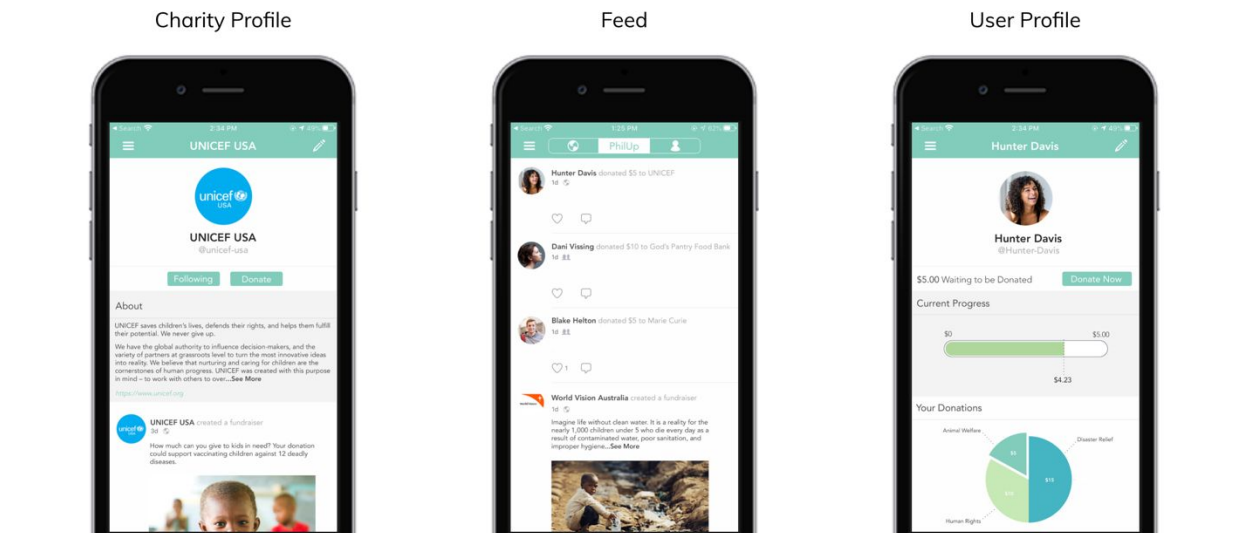 Charity Profile
Feed
User Profile
Search
2:34 PM
49%
UNICEF USA
unicef
USA
UNICEF USA
@unicef-usa
Following
Donate
About
UNICEF saves children's lives, defends their rights, and helps them fulfill
their potential. We never give up.
We have the global authority to influence decision-makers, and the
variety of partners at grassroots level to turn the most innovative ideas
into reality. We believe that nurturing and caring for children are the
cornerstones of human progress. UNICEF was created with this purpose
in mind – to work with others to over...See More
https://www.unicef.org
unicef
UNICEF USA created a fundraiser
3d
How much can you give to kids in need? Your donation
could support vaccinating children against 12 deadly
diseases.
Search
1:25 PM
62%
PhilUp
Hunter Davis donated $5 to UNICEF
1d
Dani Vissing donated $10 to God's Pantry Food Bank
1d
Blake Helton donated $5 to Marie Curie
1d
1
World Vision Australia created a fundraiser
1d
Imagine life without clean water. It is a reality for the
nearly 1,000 children under 5 who die every day as a
result of contaminated water, poor sanitation, and
improper hygiene...See More
Search
2:34 PM
49%
Hunter Davis
Hunter Davis
@Hunter-Davis
$5.00 Waiting to be Donated
Donate Now
Current Progress
$0
$5.00
$4.23
Your Donations
Animal Welfare
Disaster Relief
$5
$15
$10
Human Rights